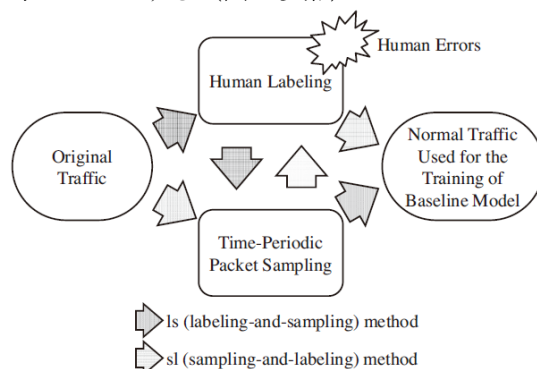 Human Errors
Human Labeling
Original
Traffic
Normal Traffic
Used for the
Training of
Baseline Model
Time-Periodic
Packet Sampling
ls (labeling-and-sampling) method
sl (sampling-and-labeling) method